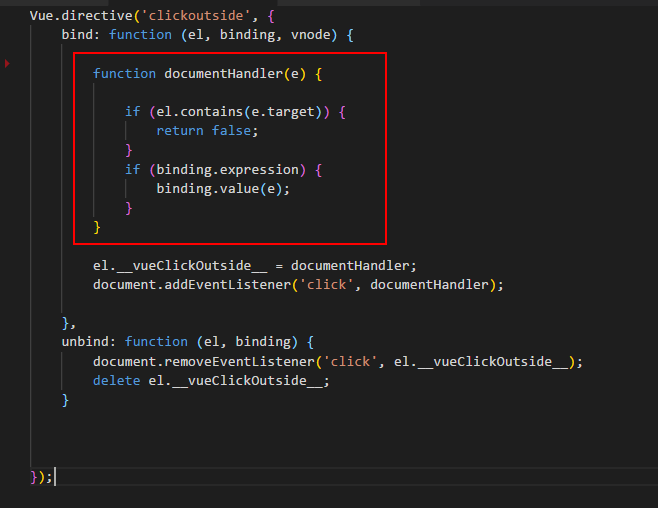 Vue.directive('clickoutside', {
bind: function (el, binding, vnode) {
function documentHandler(e) {
if (el.contains(e.target)) {
return false;
}
if (binding.expression) {
binding.value(e);
}
}
el.__vueClickOutside__ = documentHandler;
document.addEventListener('click', documentHandler);
},
unbind: function (el, binding) {
document.removeEventListener('click', el.__vueClickOutside__);
delete el.__vueClickOutside__;
}
});